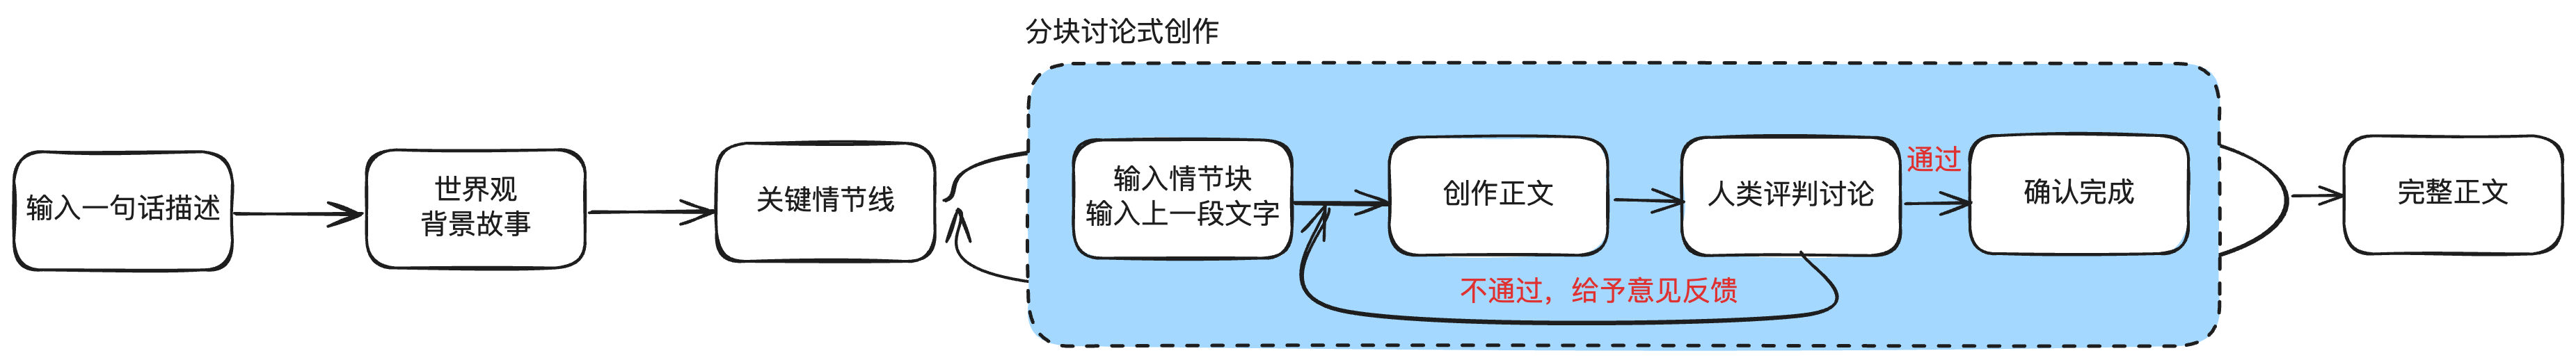 分块讨论式创作
输入一句话描述
世界观
背景故事
关键情节线
输入情节块
输入上一段文字
创作正文
人类评判讨论
通过
确认完成
不通过，给予意见反馈
完整正文